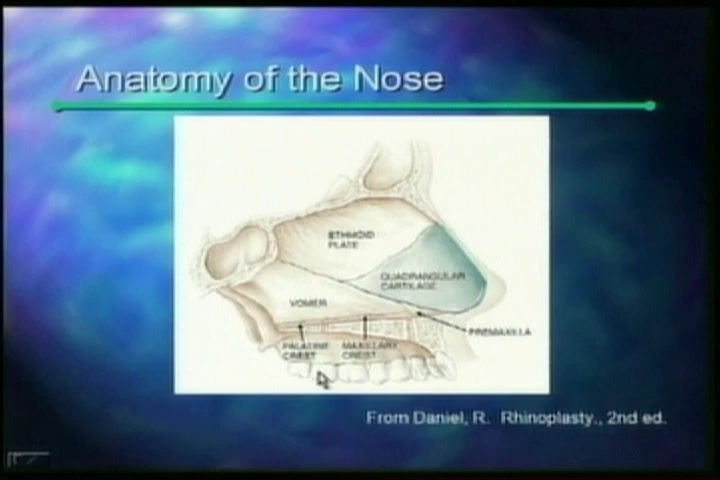 Anatomy of the Nose
ETHMOID
PLATE
QUADRANGULAR
CARTILAGE
VOMER
PREMAXILLA
PALATINE
CREST
MAXILLARY
CREST
From Daniel, R. Rhinoplasty., 2nd ed.